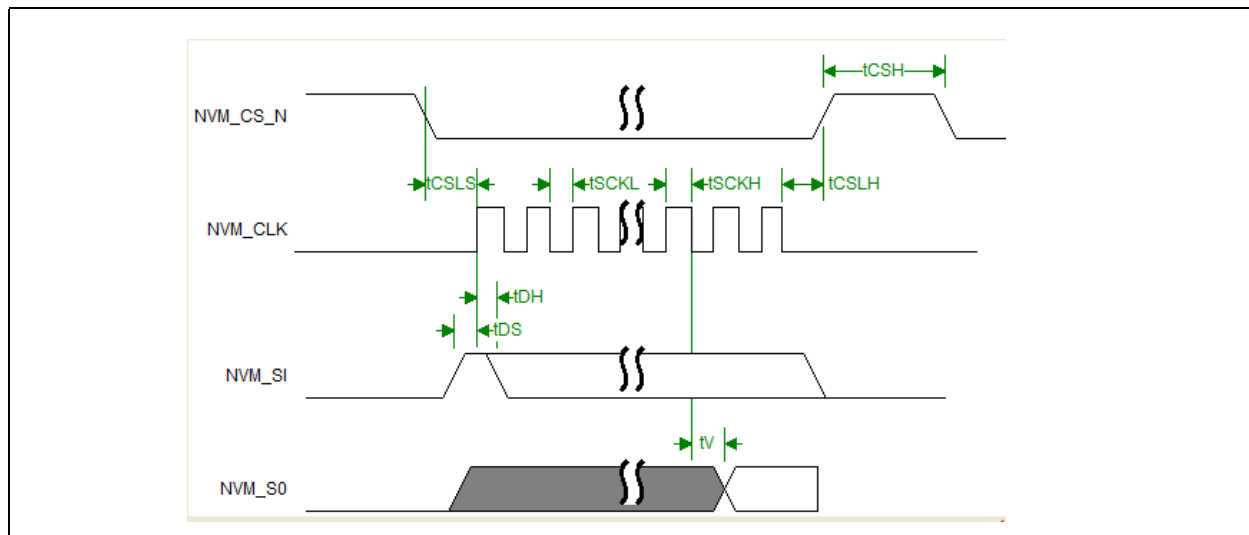 tCSH
NVM_CS_N
tCSLS
tSCKL
tSCKH
tCSLH
NVM_CLK
tDH
tDS
NVM_SI
tV
NVM_S0